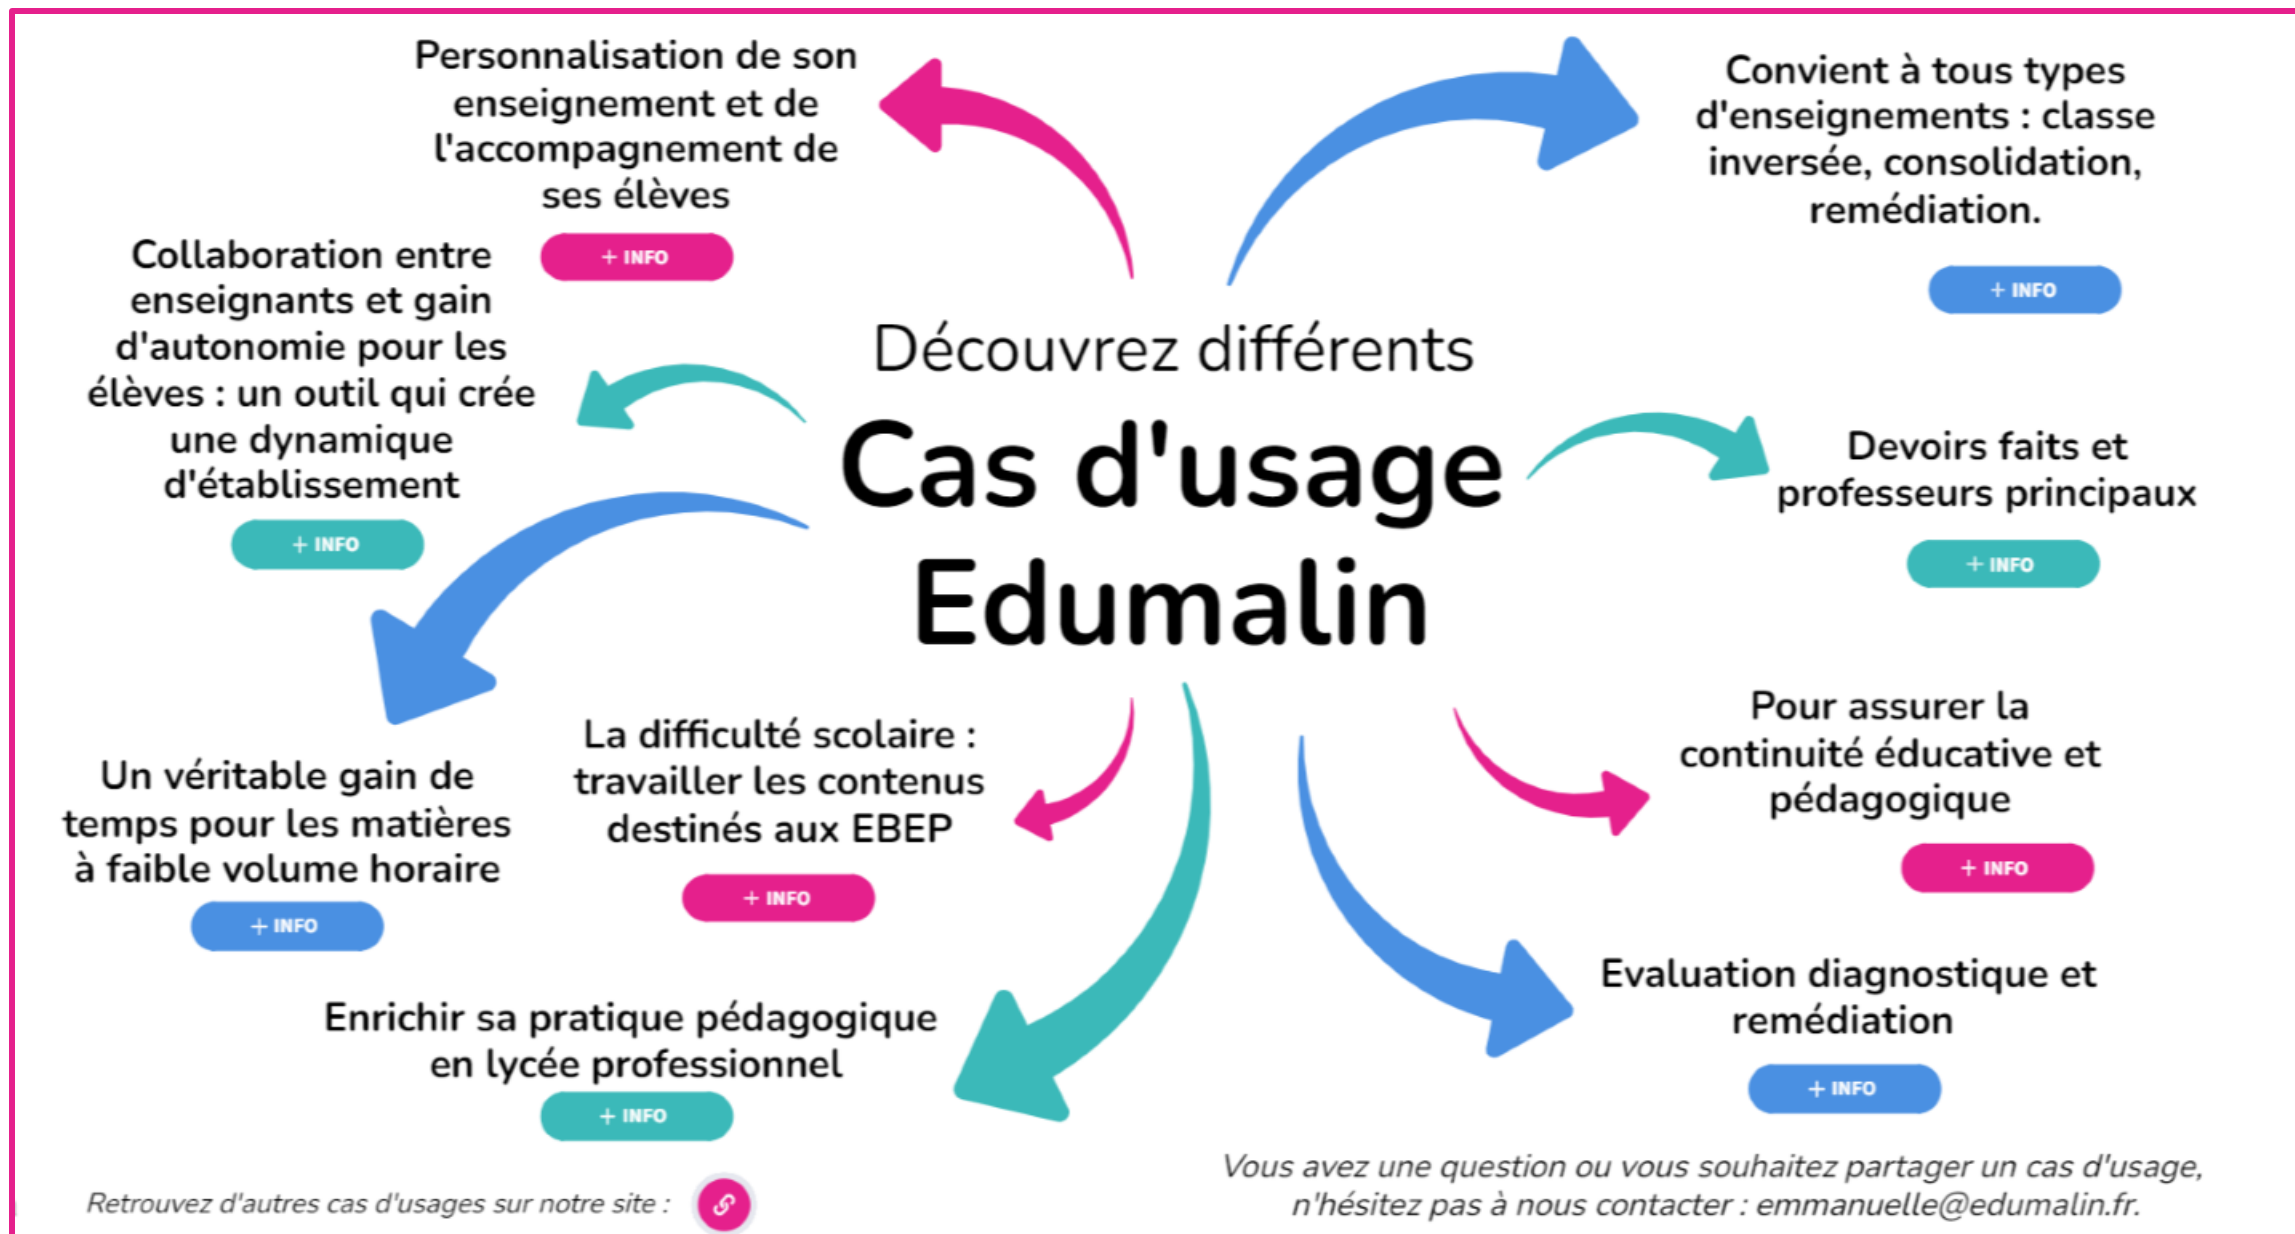 Personnalisation de son
enseignement et de
l'accompagnement de
ses élèves
+ INFO
Convient à tous types
d'enseignements : classe
inversée, consolidation,
remédiation.
+ INFO
Collaboration entre
enseignants et gain
d'autonomie pour les
élèves : un outil qui crée
une dynamique
d'établissement
+ INFO
Découvrez différents
Cas d'usage
Edumalin
Devoirs faits et
professeurs principaux
+ INFO
Un véritable gain de
temps pour les matières
à faible volume horaire
+ INFO
La difficulté scolaire :
travailler les contenus
destinés aux EBEP
+ INFO
Pour assurer la
continuité éducative et
pédagogique
+ INFO
Enrichir sa pratique pédagogique
en lycée professionnel
+ INFO
Evaluation diagnostique et
remédiation
+ INFO
Retrouvez d'autres cas d'usages sur notre site :
Vous avez une question ou vous souhaitez partager un cas d'usage,
n'hésitez pas à nous contacter : emmanuelle@edumalin.fr.